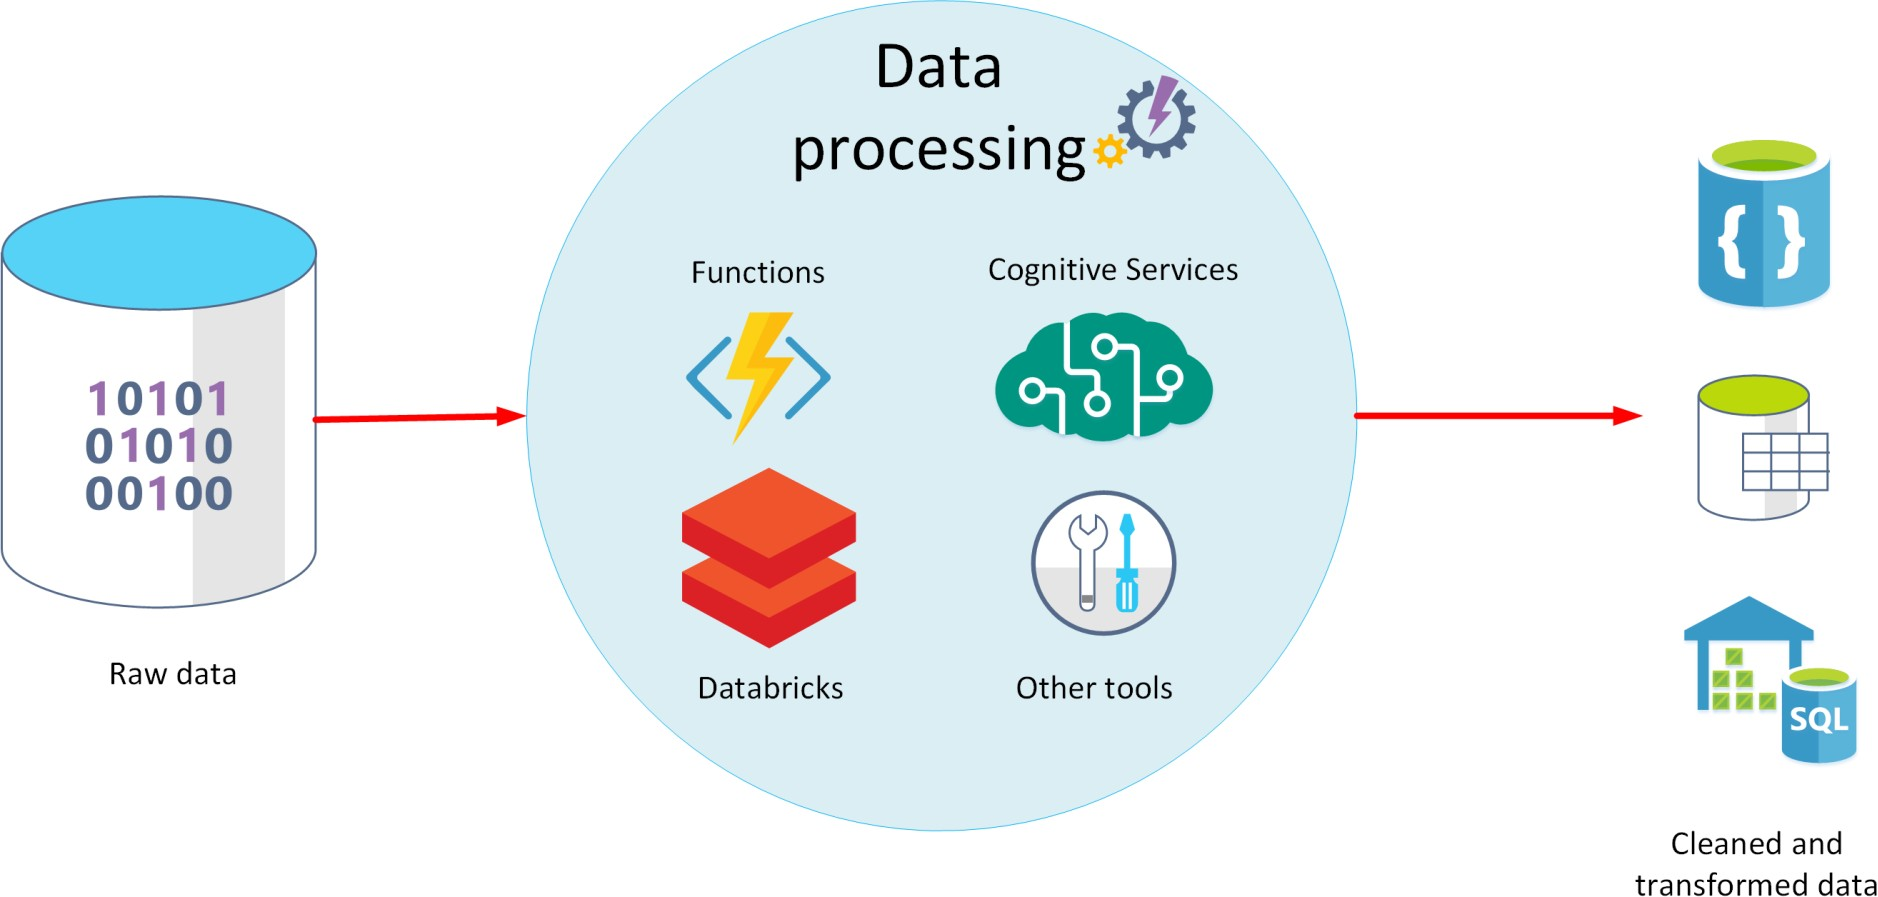 Data
processing
Functions
Cognitive Services
10101
01010
00100
Raw data
Databricks
Other tools
{ }
SQL
Cleaned and
transformed data